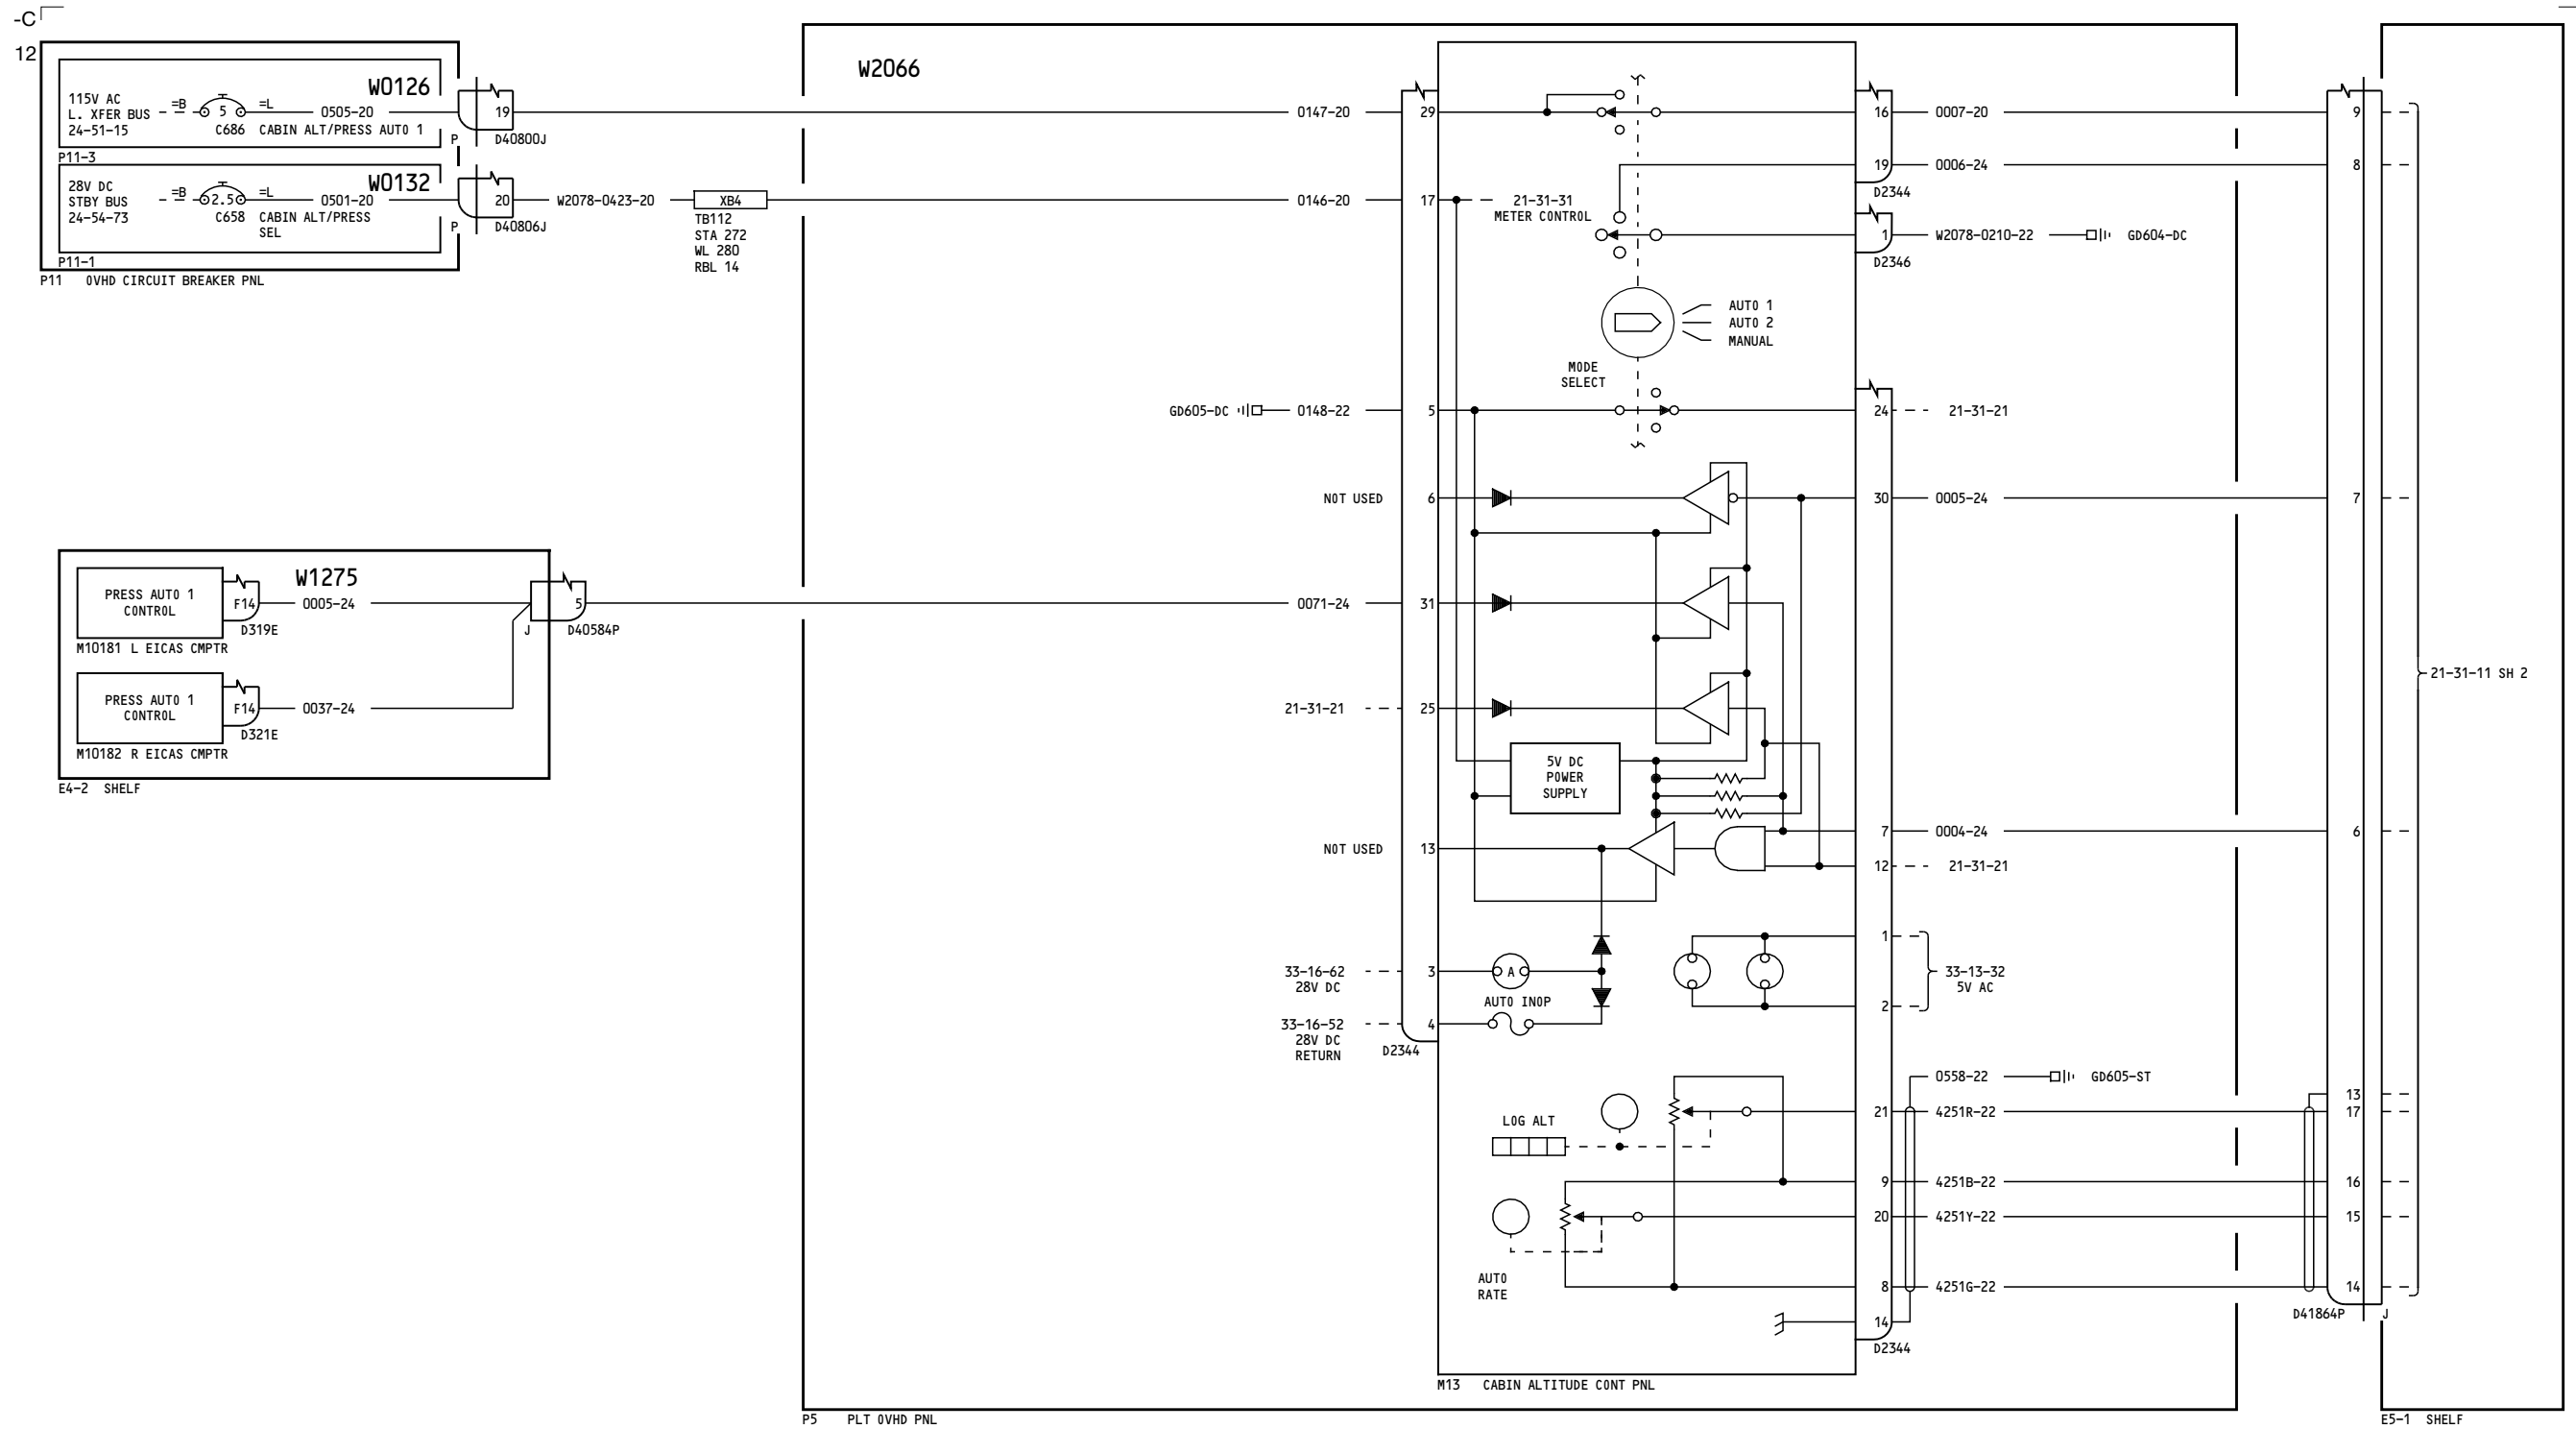 -C
12
W0126
115V AC
L. XFER BUS
24-51-15
=B
5
=L
0505-20
C686 CABIN ALT/PRESS AUTO 1
P11-3
19
P
D40800J
W0132
28V DC
STBY BUS
24-54-73
=B
2.5
=L
0501-20
C658 CABIN ALT/PRESS
SEL
P11-1
20
P
D40806J
P11 OVHD CIRCUIT BREAKER PNL
W2078-0423-20
XB4
TB112
STA 272
WL 280
RBL 14
W1275
PRESS AUTO 1
CONTROL
F14
0005-24
D319E
M10181 L EICAS CMPTR
PRESS AUTO 1
CONTROL
F14
0037-24
D321E
M10182 R EICAS CMPTR
5
J
D40584P
E4-2 SHELF
W2066
0147-20
29
0146-20
17
21-31-31
METER CONTROL
GD605-DC
0148-22
5
NOT USED
6
0071-24
31
21-31-21
25
NOT USED
13
33-16-62
28V DC
3
33-16-52
28V DC
RETURN
4
D2344
AUTO 1
AUTO 2
MANUAL
MODE
SELECT
5V DC
POWER
SUPPLY
A
AUTO INOP
LOG ALT
AUTO
RATE
16
0007-20
19
0006-24
D2344
1
W2078-0210-22
GD604-DC
D2346
24
21-31-21
30
0005-24
7
0004-24
12
21-31-21
1
33-13-32
5V AC
2
0558-22
GD605-ST
21
4251R-22
9
4251B-22
20
4251Y-22
8
4251G-22
14
D2344
M13 CABIN ALTITUDE CONT PNL
P5 PLT OVHD PNL
9
8
7
6
13
17
16
15
14
D41864P
J
21-31-11 SH 2
E5-1 SHELF